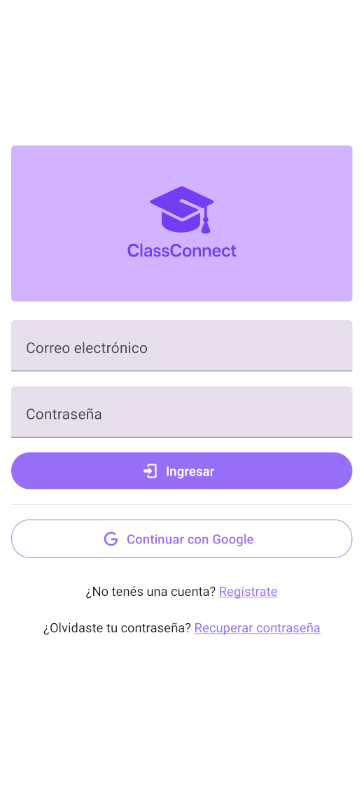 ClassConnect
Correo electrónico
Contraseña
Ingresar
Continuar con Google
¿No tenés una cuenta? Registrate
¿Olvidaste tu contraseña? Recuperar contraseña